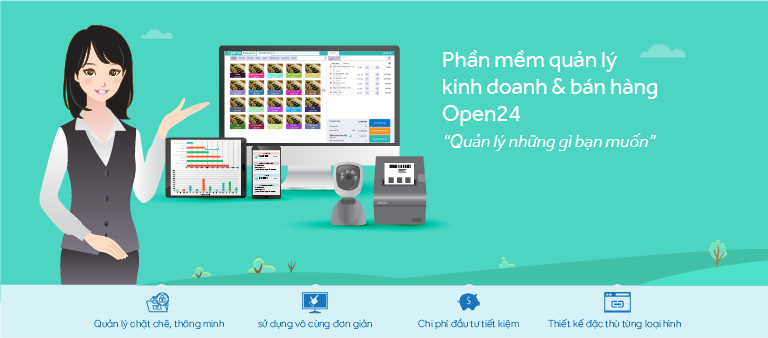 Phần mềm quản lý
kinh doanh & bán hàng
Open24
"Quản lý những gì bạn muốn"
Quản lý chặt chẽ, thông minh
sử dụng vô cùng đơn giản
Chi phí đầu tư tiết kiệm
Thiết kế đặc thù từng loại hình